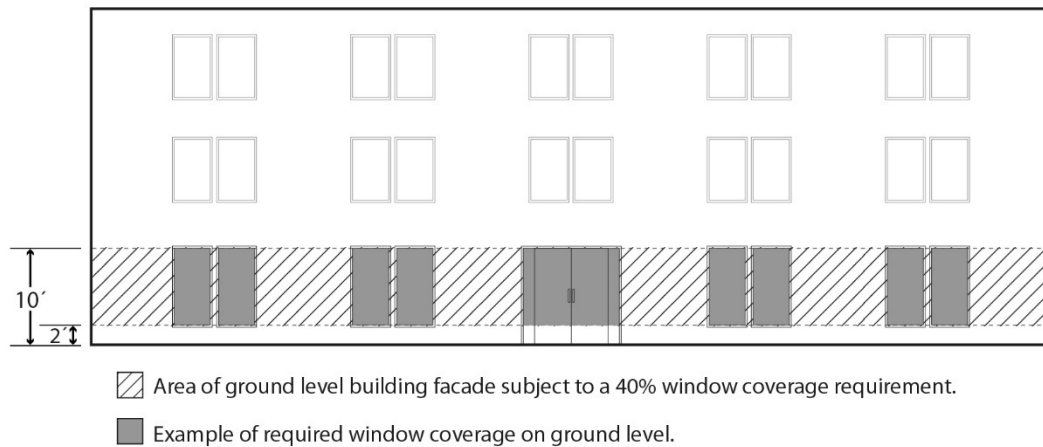 10´
2´
Area of ground level building facade subject to a 40% window coverage requirement.
Example of required window coverage on ground level.